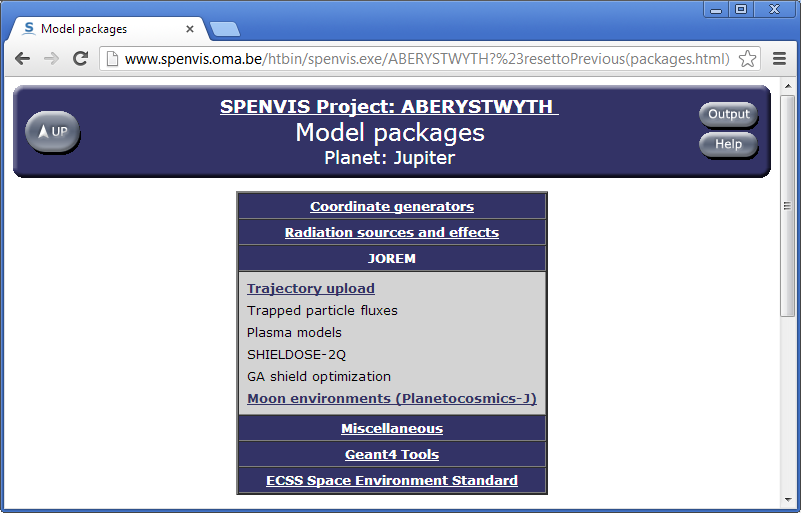 Model packages
www.spenvis.oma.be/htbin/spenvis.exe/ABERYSTWYTH?%23resettoPrevious(packages.html)
UP
SPENVIS Project: ABERYSTWYTH
Model packages
Planet: Jupiter
Output
Help
Coordinate generators
Radiation sources and effects
JOREM
Trajectory upload
Trapped particle fluxes
Plasma models
SHIELDOSE-2Q
GA shield optimization
Moon environments (Planetocosmics-J)
Miscellaneous
Geant4 Tools
ECSS Space Environment Standard